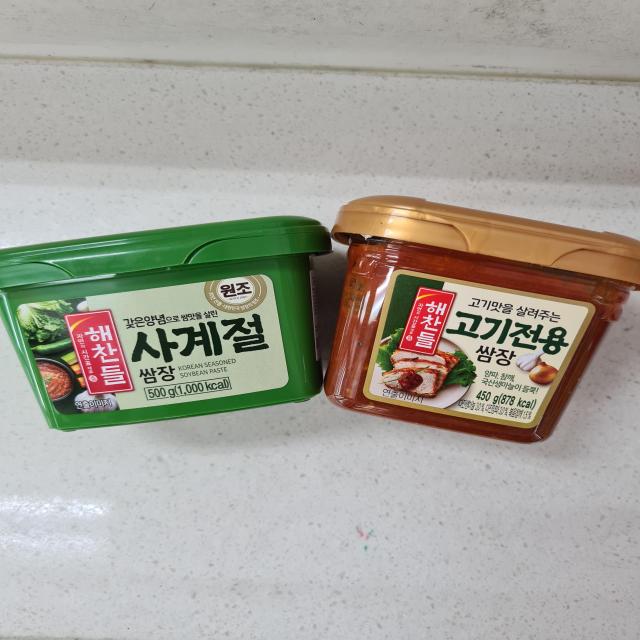 원조
갖은양념으로 쌈맛을 살린
해찬들
사계절
쌈장
KOREAN SEASONED
SOYBEAN PASTE
500 g(1,000 kcal)
연출이미지
고기맛을 살려주는
해찬들
고기전용
쌈장
양파, 참깨,
국산생마늘이 듬뿍!
450 g(878 kcal)
연출이미지